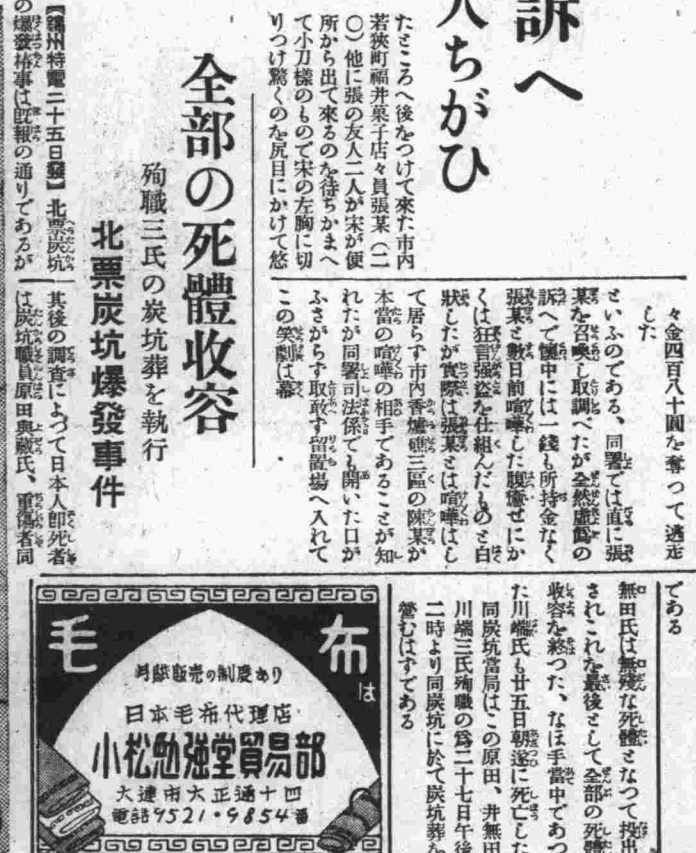 訴へ
人ちがひ
たところへ後をつけて來た市内
若狹町福井菓子店々員張某（二
〇）他に張の友人二人が宋が便
所から出て來るのを待ちかまへ
て小刀樣のもので宋の左胸に切
りつけ驚くのを尻目にかけて悠
々金四百八十圓を奪つて逃走
した
といふのである、同署では直に張
某を召喚し取調べたが全然虛僞の
訴へで懷中には一錢も所持金なく
張某と數日前喧嘩した腹癒せにか
くは狂言强盜を仕組んだものと白
狀したが實際は張某とは喧嘩はし
て居らず市内香爐礁三區の陳某が
本當の喧嘩の相手であることが知
れたが同署司法係でも開いた口が
ふさがらず取敢ず留置場へ入れて
この笑劇は幕
全部の死體收容
殉職三氏の炭坑葬を執行
北票炭坑爆發事件
【錦州特電二十五日發】北票炭坑
の爆發椿事は既報の通りであるが
其後の調査によつて日本人卽死者
は炭坑職員原田與藏氏、重傷者同
である
無田氏は無殘な死體となつて投出
されこれを最後として全部の死體
收容を終つた、なほ手當中であつ
た川端氏も廿五日朝遂に死亡した
同炭坑當局はこの原田、井無田
川端三氏殉職の爲二十七日午後
二時より同炭坑に於て炭坑葬を
營むはずである
毛布は
月賦販売の制度あり
日本毛布代理店
小松勉強堂貿易部
大連市大正通十四
電話9521・9854番